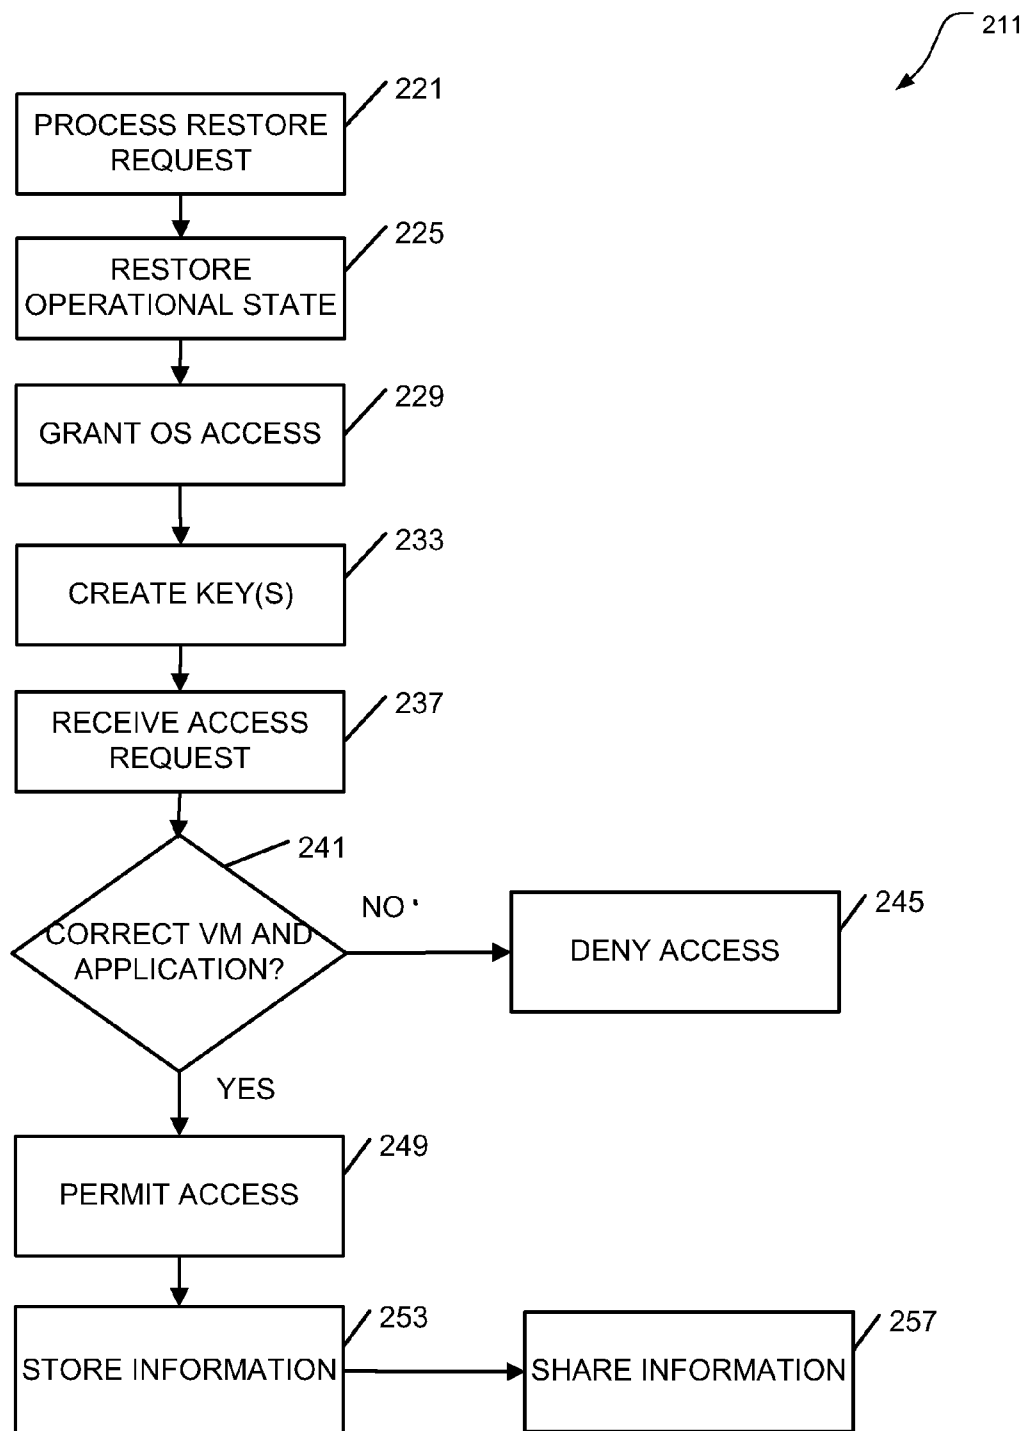 211
221
PROCESS RESTORE
REQUEST
225
RESTORE
OPERATIONAL STATE
229
GRANT OS ACCESS
233
CREATE KEY(S)
237
RECEIVE ACCESS
REQUEST
241
CORRECT VM AND
APPLICATION?
NO
245
DENY ACCESS
YES
249
PERMIT ACCESS
253
STORE INFORMATION
257
SHARE INFORMATION